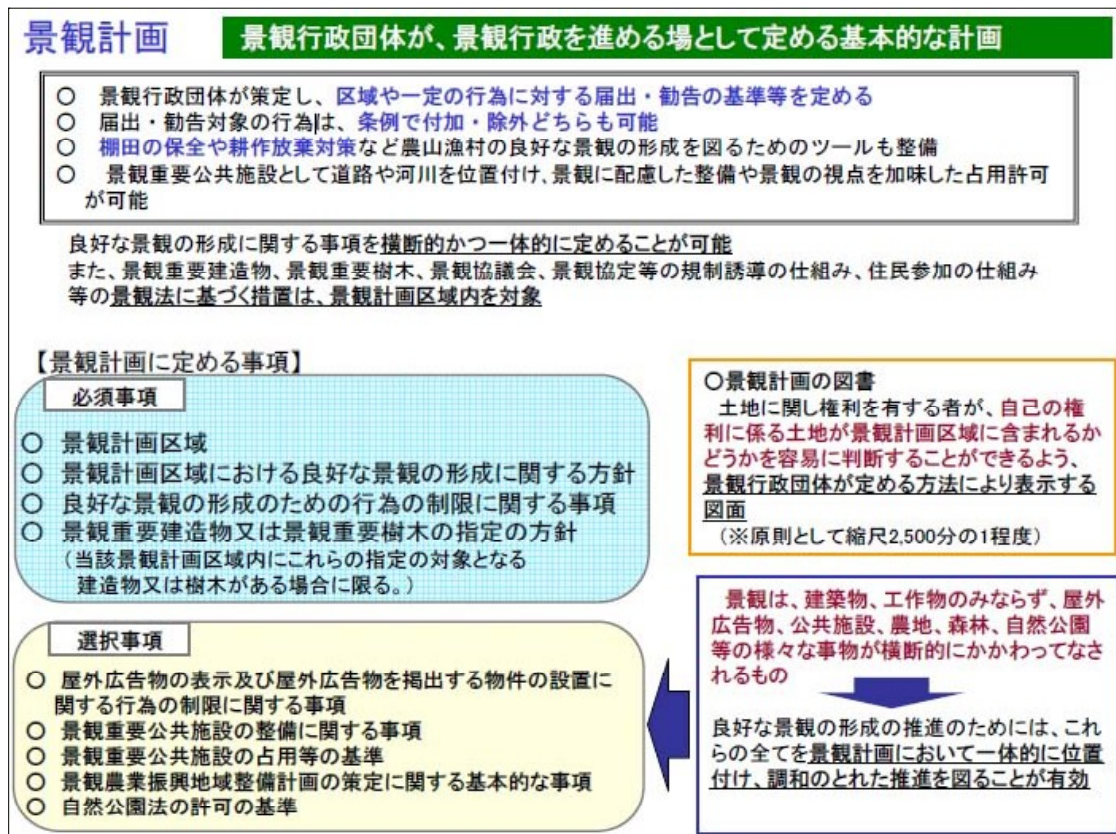 景観計画
景観行政団体が、景観行政を進める場として定める基本的な計画
○ 景観行政団体が策定し、区域や一定の行為に対する届出・勧告の基準等を定める
○ 届出・勧告対象の行為は、条例で付加・除外どちらも可能
○ 棚田の保全や耕作放棄対策など農山漁村の良好な景観の形成を図るためのツールも整備
○ 景観重要公共施設として道路や河川を位置付け、景観に配慮した整備や景観の視点を加味した占用許可
が可能
良好な景観の形成に関する事項を横断的かつ一体的に定めることが可能
また、景観重要建造物、景観重要樹木、景観協議会、景観協定等の規制誘導の仕組み、住民参加の仕組み
等の景観法に基づく措置は、景観計画区域内を対象
【景観計画に定める事項】
必須事項
○ 景観計画区域
○ 景観計画区域における良好な景観の形成に関する方針
○ 良好な景観の形成のための行為の制限に関する事項
○ 景観重要建造物又は景観重要樹木の指定の方針
(当該景観計画区域内にこれらの指定の対象となる
建造物又は樹木がある場合に限る。)
選択事項
○ 屋外広告物の表示及び屋外広告物を掲出する物件の設置に
関する行為の制限に関する事項
○ 景観重要公共施設の整備に関する事項
○ 景観重要公共施設の占用等の基準
○ 景観農業振興地域整備計画の策定に関する基本的な事項
○ 自然公園法の許可の基準
○景観計画の図書
土地に関し権利を有する者が、自己の権
利に係る土地が景観計画区域に含まれるか
どうかを容易に判断することができるよう、
景観行政団体が定める方法により表示する
図面
(※原則として縮尺2,500分の1程度)
景観は、建築物、工作物のみならず、屋外
広告物、公共施設、農地、森林、自然公園
等の様々な事物が横断的にかかわってなさ
れるもの
良好な景観の形成の推進のためには、これ
らの全てを景観計画において一体的に位置
付け、調和のとれた推進を図ることが有効